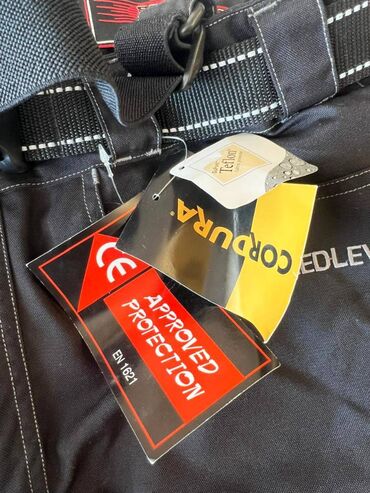 Teflon
CORDURA®
EDLEV
CE
APPROVED
PROTECTION
EN 1621